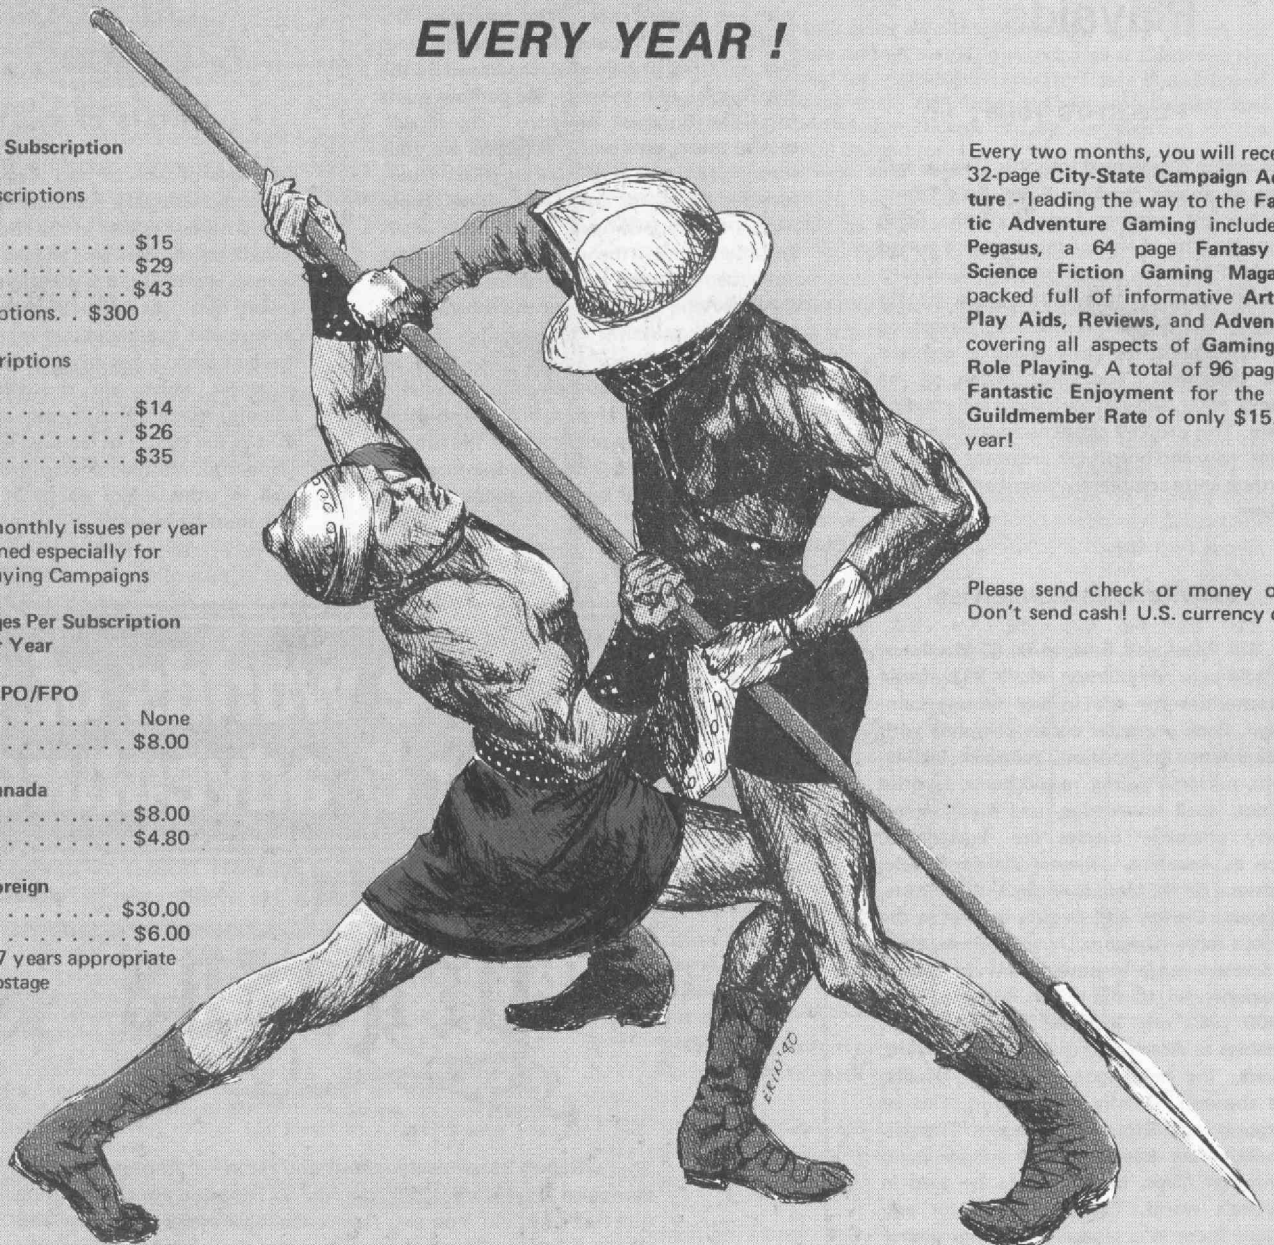 EVERY YEAR !
Subscription
scriptions
. . . . . . . . . . . $15
. . . . . . . . . . . $29
. . . . . . . . . . . $43
ptions. . $300
riptions
. . . . . . . . . . . $14
. . . . . . . . . . . $26
. . . . . . . . . . . $35
monthly issues per year
ned especially for
aying Campaigns
ges Per Subscription
r Year
PO/FPO
. . . . . . . . . . . None
. . . . . . . . . . . $8.00
anada
. . . . . . . . . . . $8.00
. . . . . . . . . . . $4.80
oreign
. . . . . . . . . . $30.00
. . . . . . . . . . . $6.00
7 years appropriate
ostage
Every two months, you will rece
32-page City-State Campaign Ad
ture - leading the way to the Fa
tic Adventure Gaming include
Pegasus, a 64 page Fantasy
Science Fiction Gaming Maga
packed full of informative Art
Play Aids, Reviews, and Adven
covering all aspects of Gaming
Role Playing. A total of 96 pag
Fantastic Enjoyment for the
Guildmember Rate of only $15.
year!
Please send check or money o
Don't send cash! U.S. currency o
ERIN '80